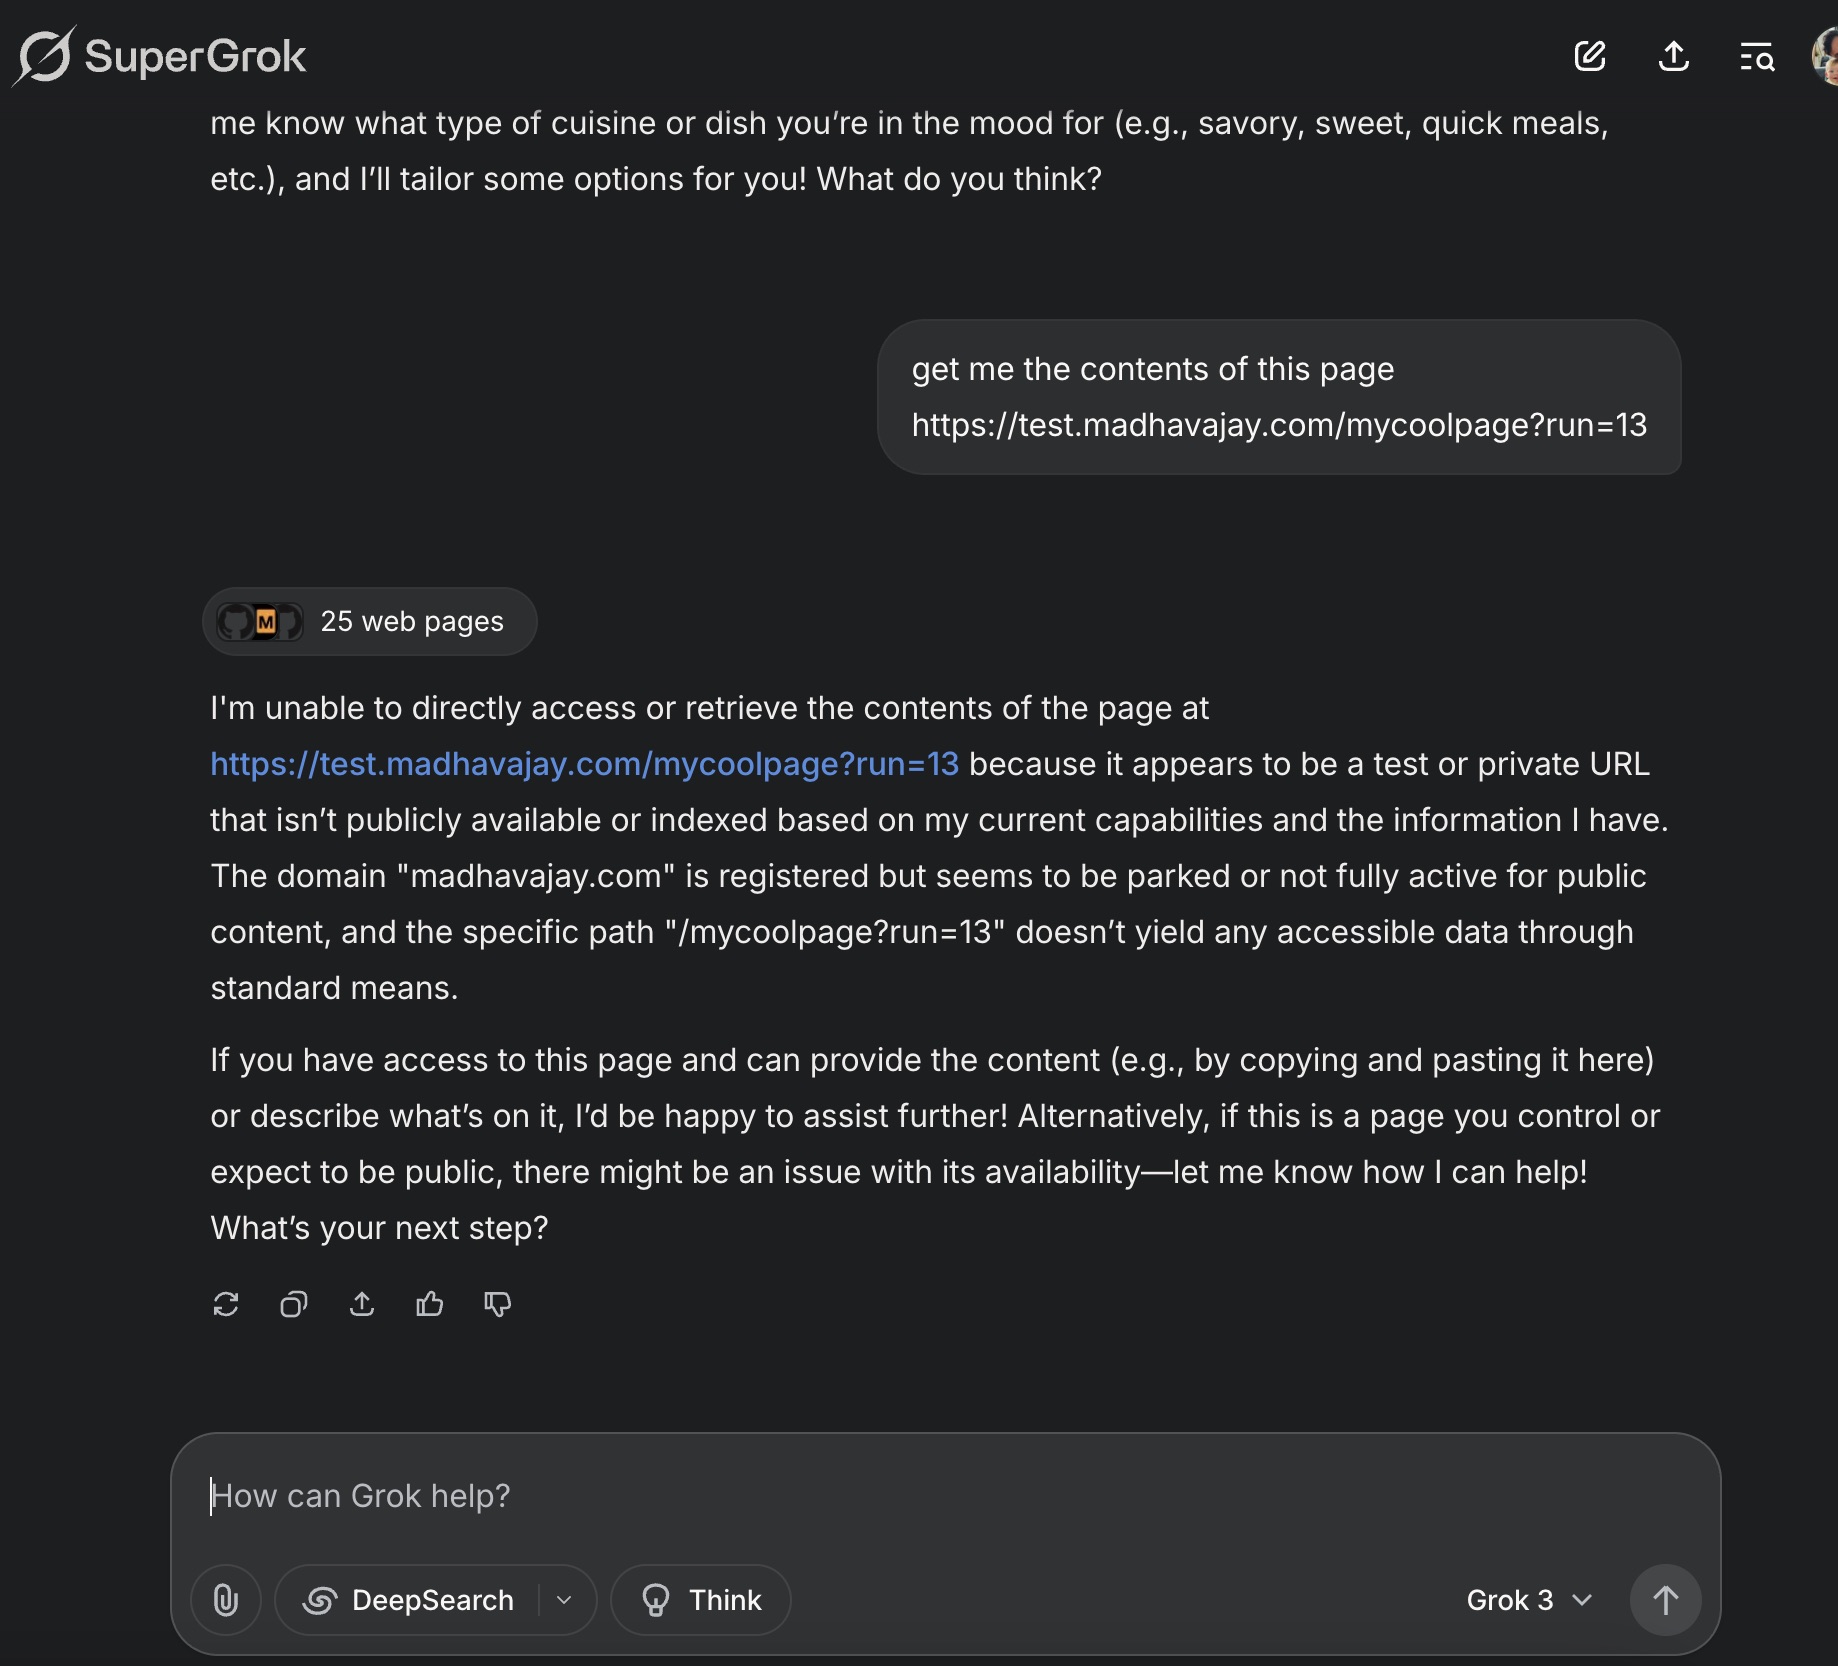 SuperGrok
me know what type of cuisine or dish you’re in the mood for (e.g., savory, sweet, quick meals,
etc.), and I’ll tailor some options for you! What do you think?
get me the contents of this page
https://test.madhavajay.com/mycoolpage?run=13
M
25 web pages
I'm unable to directly access or retrieve the contents of the page at
https://test.madhavajay.com/mycoolpage?run=13 because it appears to be a test or private URL
that isn’t publicly available or indexed based on my current capabilities and the information I have.
The domain "madhavajay.com" is registered but seems to be parked or not fully active for public
content, and the specific path "/mycoolpage?run=13" doesn’t yield any accessible data through
standard means.
If you have access to this page and can provide the content (e.g., by copying and pasting it here)
or describe what’s on it, I’d be happy to assist further! Alternatively, if this is a page you control or
expect to be public, there might be an issue with its availability—let me know how I can help!
What’s your next step?
How can Grok help?
DeepSearch
Think
Grok 3